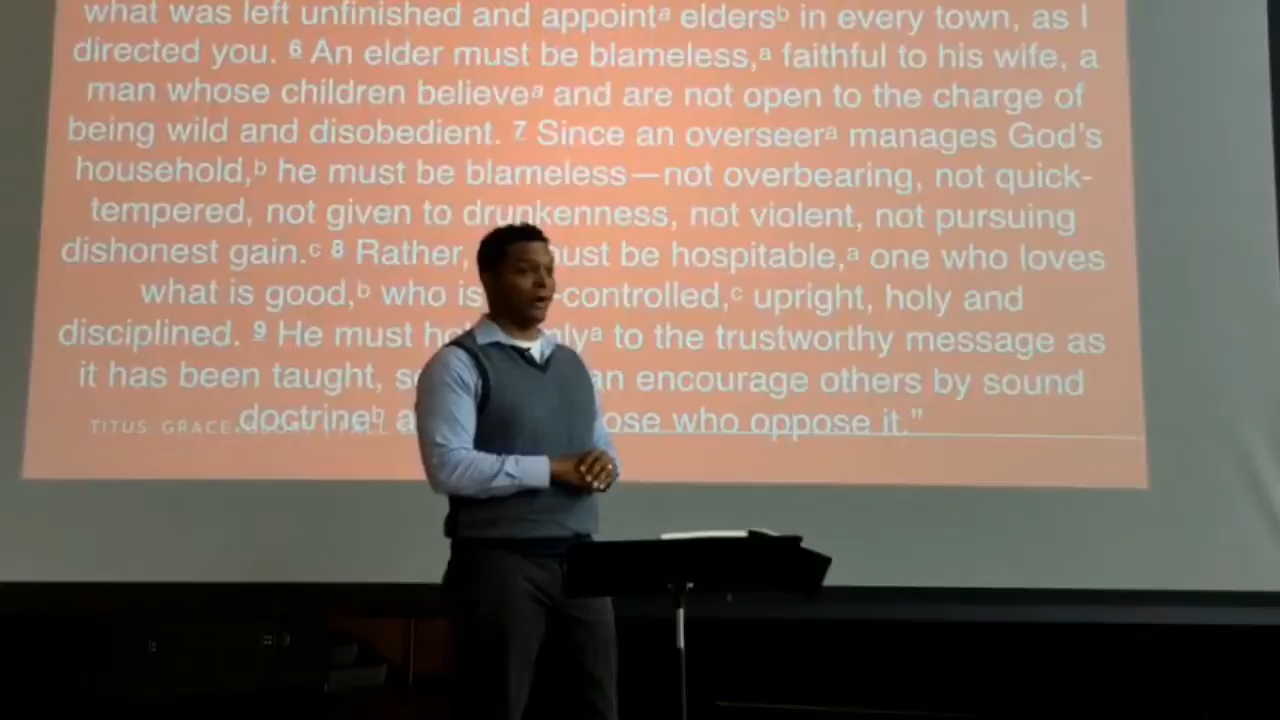 what was left unfinished and appointᵃ eldersᵇ in every town, as I
directed you. ⁶ An elder must be blameless,ᵃ faithful to his wife, a
man whose children believeᵃ and are not open to the charge of
being wild and disobedient. ⁷ Since an overseerᵃ manages God's
household,ᵇ he must be blameless—not overbearing, not quick-
tempered, not given to drunkenness, not violent, not pursuing
dishonest gain.ᶜ ⁸ Rather, must be hospitable,ᵃ one who loves
what is good,ᵇ who is -controlled,ᶜ upright, holy and
disciplined. ⁹ He must to the trustworthy message as
it has been taught, encourage others by sound
doctrineᵇ who oppose it."
TITUS: GRACE